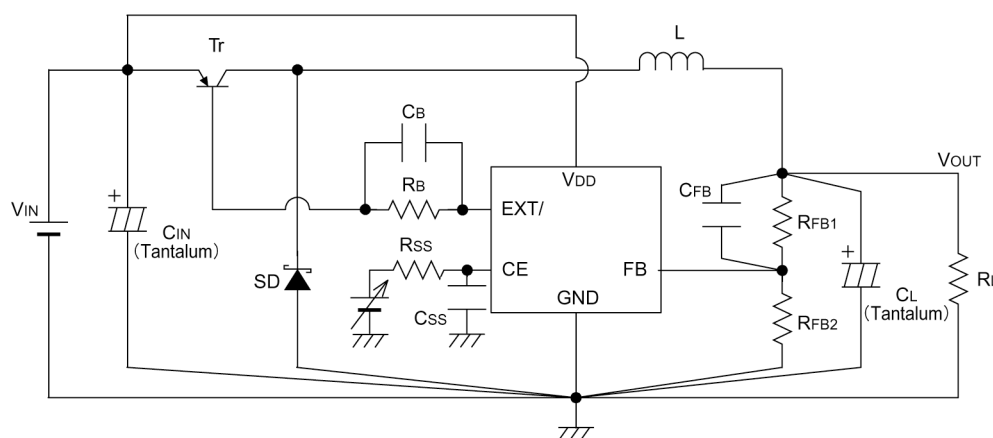 Tr
L
CB
VDD
VOUT
CFB
RB
EXT/
VIN
+
CIN
(Tantalum)
RFB1
RSS
+
SD
CE
FB
CL
(Tantalum)
GND
CSS
RFB2